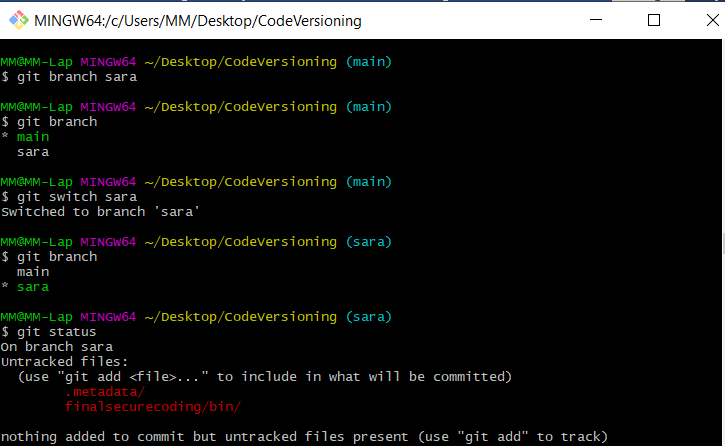 MINGW64:/c/Users/MM/Desktop/CodeVersioning
MM@MM-Lap MINGW64 ~/Desktop/CodeVersioning (main)
$ git branch sara
MM@MM-Lap MINGW64 ~/Desktop/CodeVersioning (main)
$ git branch
* main
  sara
MM@MM-Lap MINGW64 ~/Desktop/CodeVersioning (main)
$ git switch sara
Switched to branch 'sara'
MM@MM-Lap MINGW64 ~/Desktop/CodeVersioning (sara)
$ git branch
  main
* sara
MM@MM-Lap MINGW64 ~/Desktop/CodeVersioning (sara)
$ git status
On branch sara
Untracked files:
  (use "git add <file>..." to include in what will be committed)
        .metadata/
        finalsecurecoding/bin/
nothing added to commit but untracked files present (use "git add" to track)